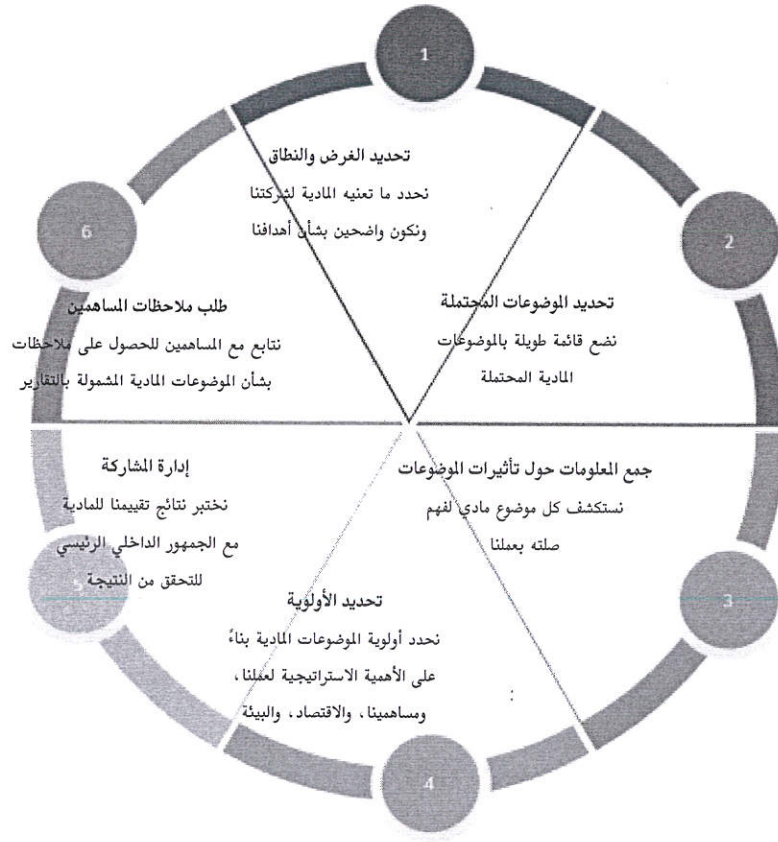 1
تحديد الغرض والنطاق
نحدد ما تعنيه المادية لشركتنا
ونكون واضحين بشأن أهدافنا
2
تحديد الموضوعات المحتملة
نضع قائمة طويلة بالموضوعات
المادية المحتملة
3
جمع المعلومات حول تأثيرات الموضوعات
نستكشف كل موضوع مادي لفهم
صلته بعملنا
4
تحديد الأولوية
نحدد أولوية الموضوعات المادية بناءً
على الأهمية الاستراتيجية لعملنا،
ومساهمينا، والاقتصاد، والبيئة
5
إدارة المشاركة
نختبر نتائج تقييمنا للمادية
مع الجمهور الداخلي الرئيسي
للتحقق من النتيجة
6
طلب ملاحظات المساهمين
نتابع مع المساهمين للحصول على ملاحظات
بشأن الموضوعات المادية المشمولة بالتقارير